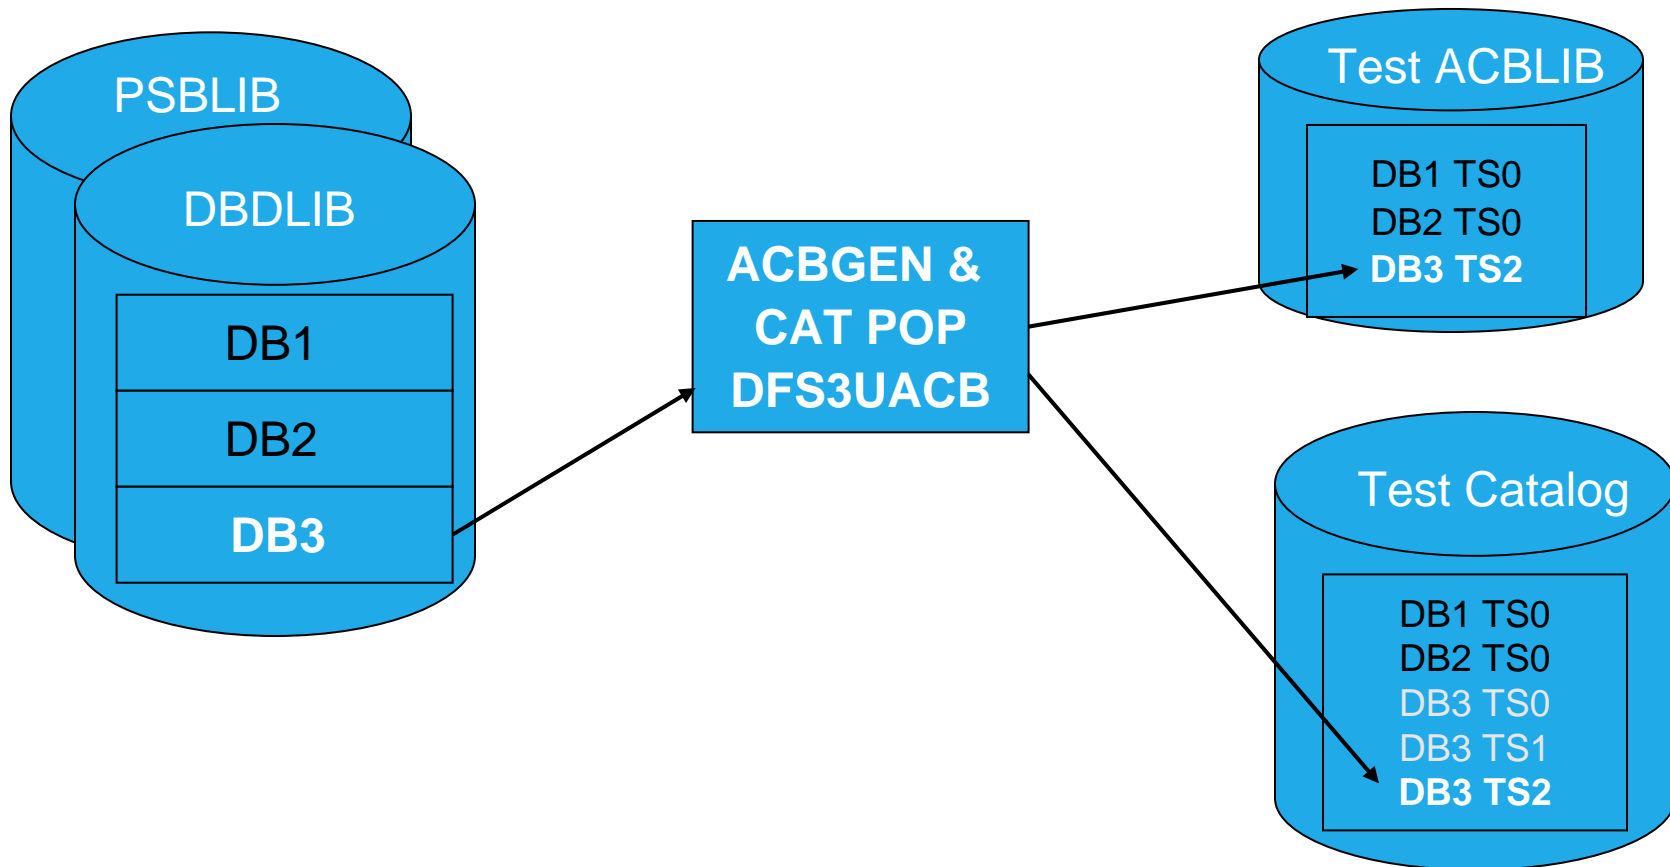 PSBLIB
DBDLIB
DB1
DB2
DB3
ACBGEN &
CAT POP
DFS3UACB
Test ACBLIB
DB1 TS0
DB2 TS0
DB3 TS2
Test Catalog
DB1 TS0
DB2 TS0
DB3 TS0
DB3 TS1
DB3 TS2